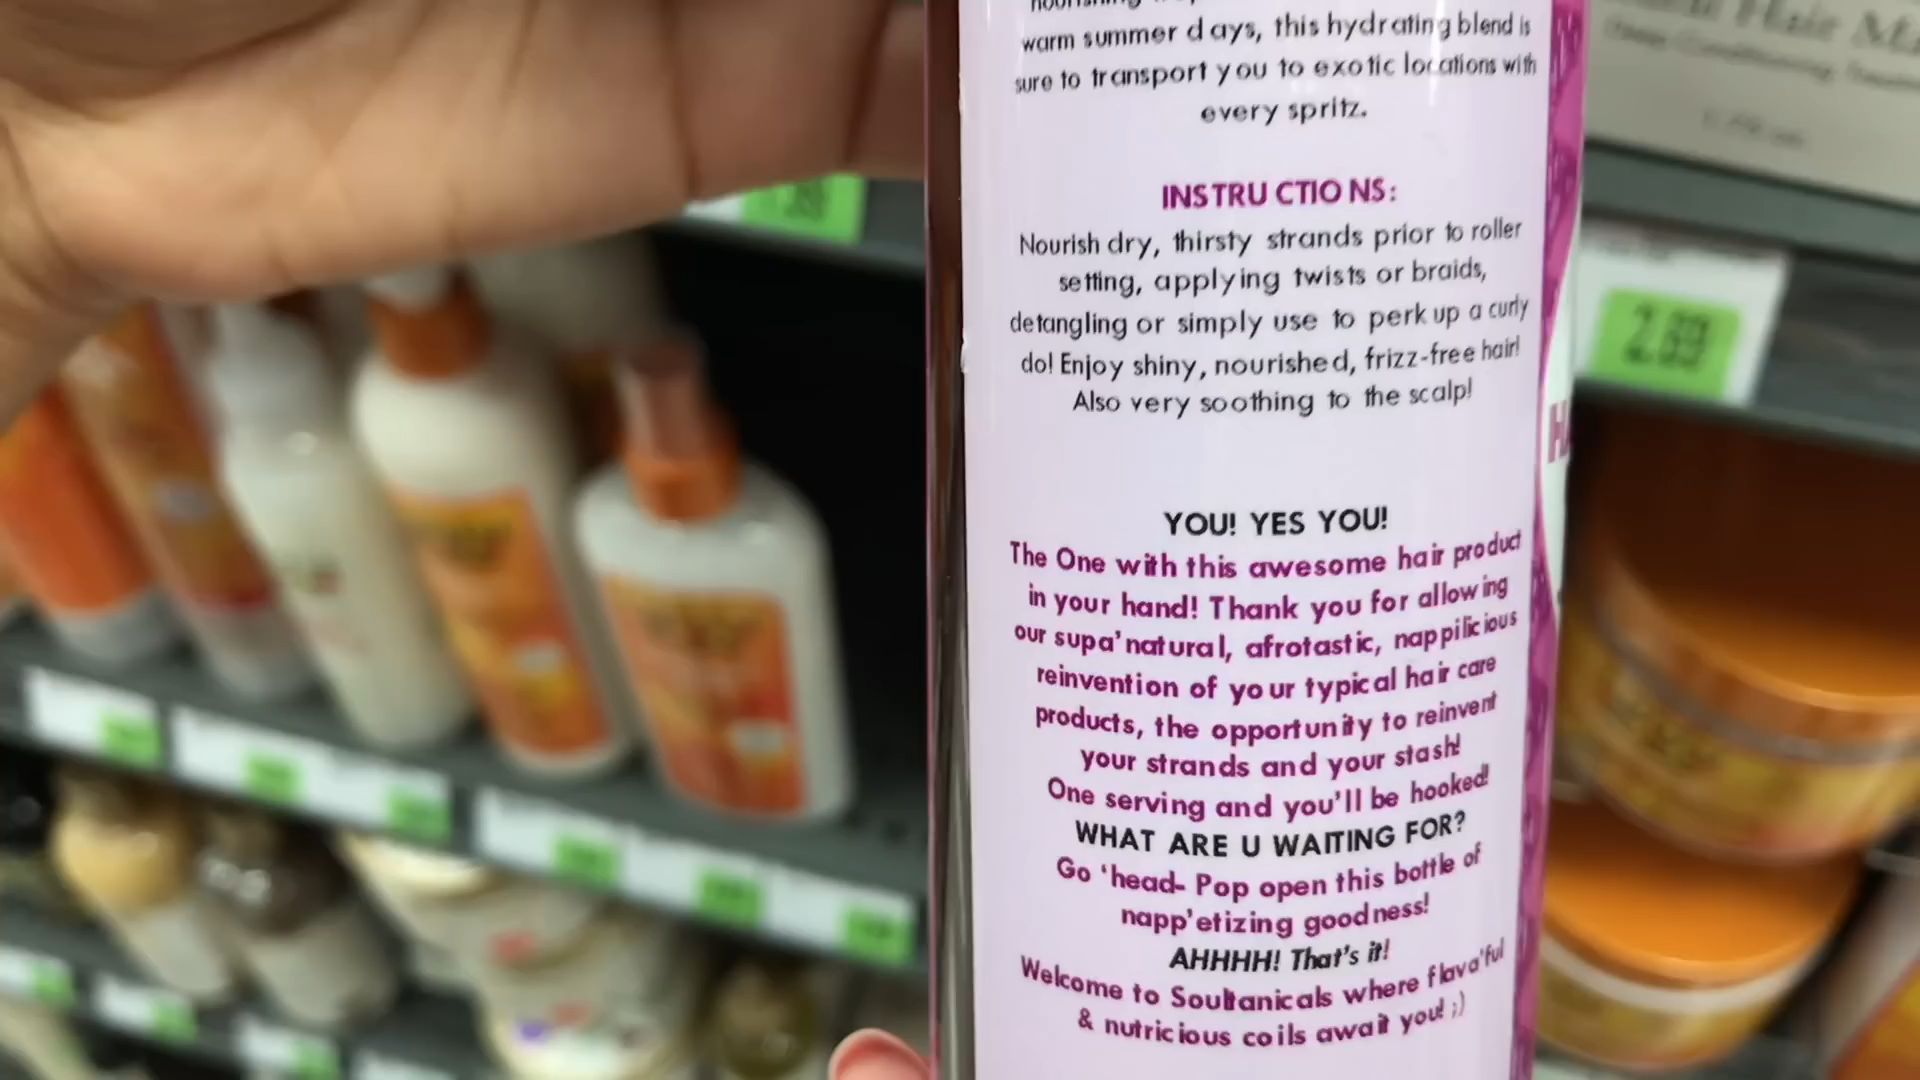 nourishing
warm summer days, this hydrating blend is
sure to transport you to exotic locations with
every spritz.
INSTRUCTIONS:
Nourish dry, thirsty strands prior to roller
setting, applying twists or braids,
detangling or simply use to perk up a curly
do! Enjoy shiny, nourished, frizz-free hair!
Also very soothing to the scalp!
YOU! YES YOU!
The One with this awesome hair product
in your hand! Thank you for allowing
our supa'natural, afrotastic, nappilicious
reinvention of your typical hair care
products, the opportunity to reinvent
your strands and your stash!
One serving and you'll be hooked!
WHAT ARE U WAITING FOR?
Go 'head- Pop open this bottle of
napp'etizing goodness!
AHHHH! That's it!
Welcome to Soultanicals where flava'ful
& nutricious coils await you! ;)
Hair
2.99